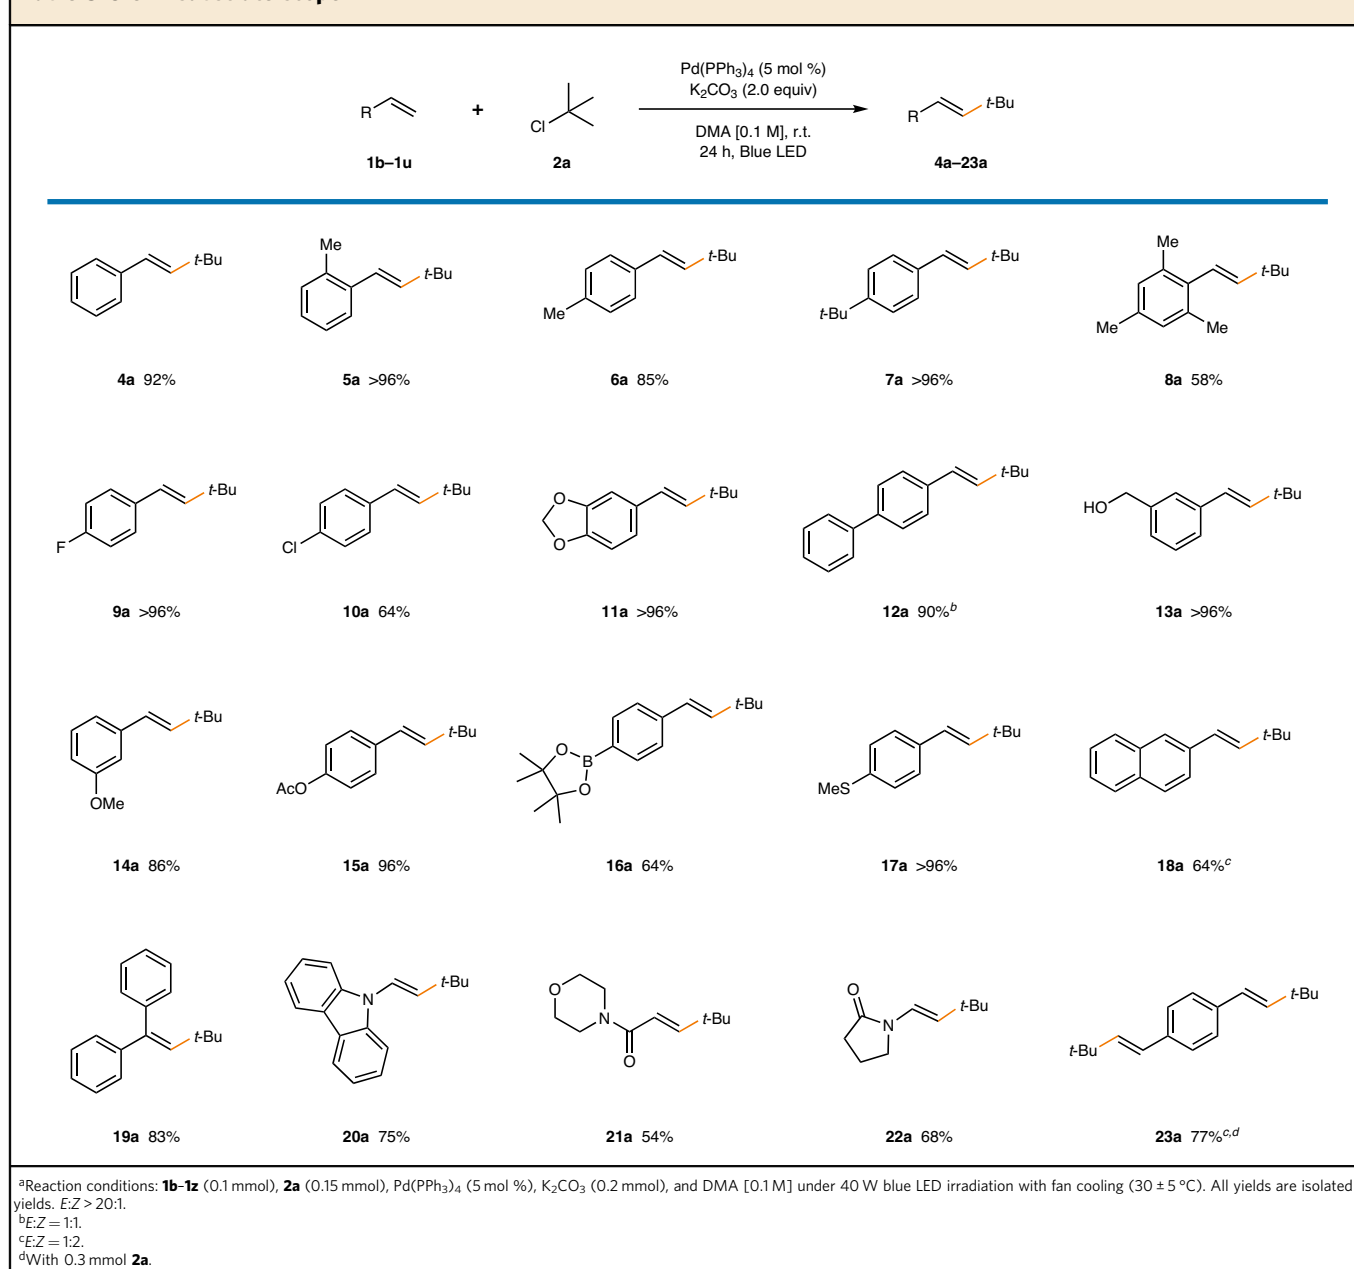 Pd(PPh3)4 (5 mol %)
K2CO3 (2.0 equiv)
R + Cl R t-Bu
DMA [0.1 M], r.t.
24 h, Blue LED
1b–1u 2a 4a–23a
t-Bu Me t-Bu Me t-Bu t-Bu t-Bu Me Me Me t-Bu
4a 92% 5a >96% 6a 85% 7a >96% 8a 58%
F t-Bu Cl t-Bu O O t-Bu t-Bu HO t-Bu
9a >96% 10a 64% 11a >96% 12a 90%b 13a >96%
OMe t-Bu AcO t-Bu O B O t-Bu MeS t-Bu t-Bu
14a 86% 15a 96% 16a 64% 17a >96% 18a 64%c
t-Bu N t-Bu O N O t-Bu O N t-Bu t-Bu t-Bu
19a 83% 20a 75% 21a 54% 22a 68% 23a 77%c,d
aReaction conditions: 1b–1z (0.1 mmol), 2a (0.15 mmol), Pd(PPh3)4 (5 mol %), K2CO3 (0.2 mmol), and DMA [0.1 M] under 40 W blue LED irradiation with fan cooling (30 ± 5 °C). All yields are isolated
yields. E:Z > 20:1.
bE:Z = 1:1.
cE:Z = 1:2.
dWith 0.3 mmol 2a.